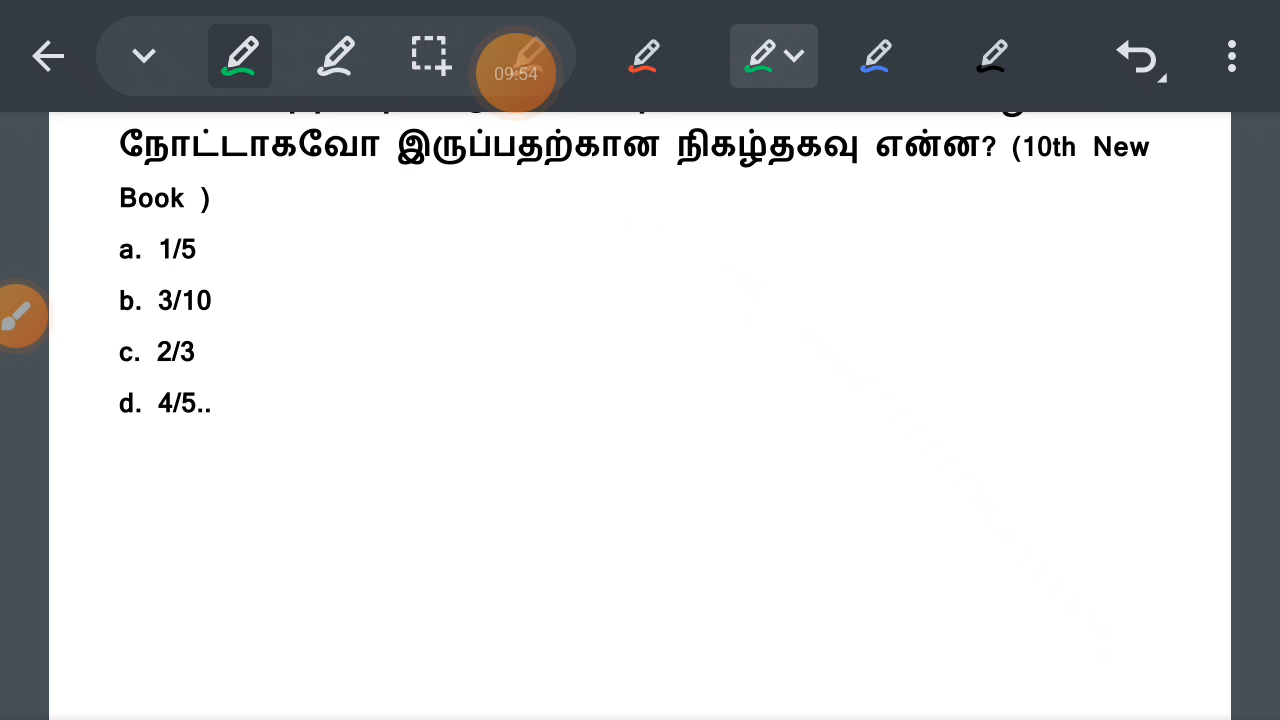 09:54
நோட்டாகவோ இருப்பதற்கான நிகழ்தகவு என்ன? (10th New
Book )
a. 1/5
b. 3/10
c. 2/3
d. 4/5..